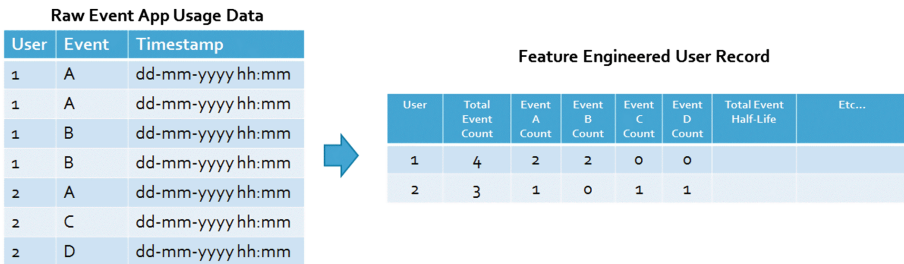 Raw Event App Usage Data
User Event Timestamp
1 A dd-mm-yyyy hh:mm
1 A dd-mm-yyyy hh:mm
1 B dd-mm-yyyy hh:mm
1 B dd-mm-yyyy hh:mm
2 A dd-mm-yyyy hh:mm
2 C dd-mm-yyyy hh:mm
2 D dd-mm-yyyy hh:mm
Feature Engineered User Record
User Total Event Event Event Event Total Event Etc...
Event A B C D Half-Life
Count Count Count Count Count
1 4 2 2 0 0
2 3 1 0 1 1